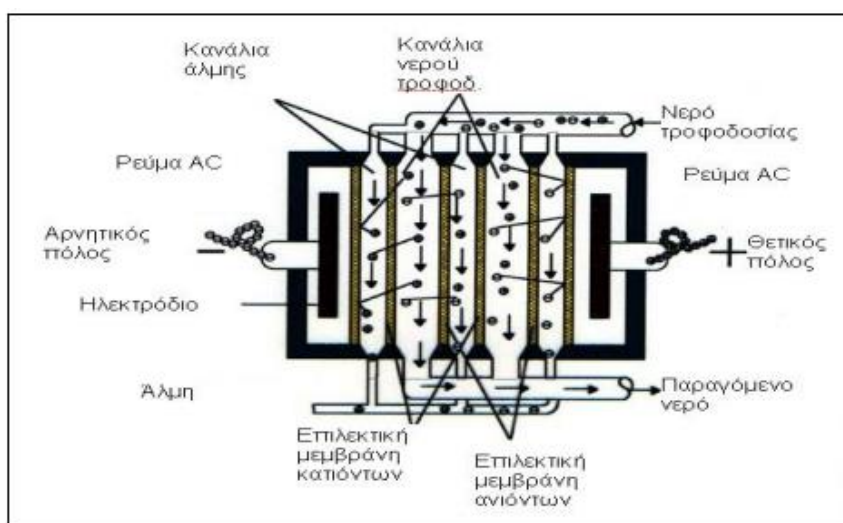 Κανάλια
άλμης
Κανάλια
νερού
τροφοδ.
Νερό
τροφοδοσίας
Ρεύμα AC
Ρεύμα AC
Αρνητικός
πόλος
−
+
Θετικός
πόλος
Ηλεκτρόδιο
Άλμη
Παραγόμενο
νερό
Επιλεκτική
μεμβράνη
κατιόντων
Επιλεκτική
μεμβράνη
ανιόντων